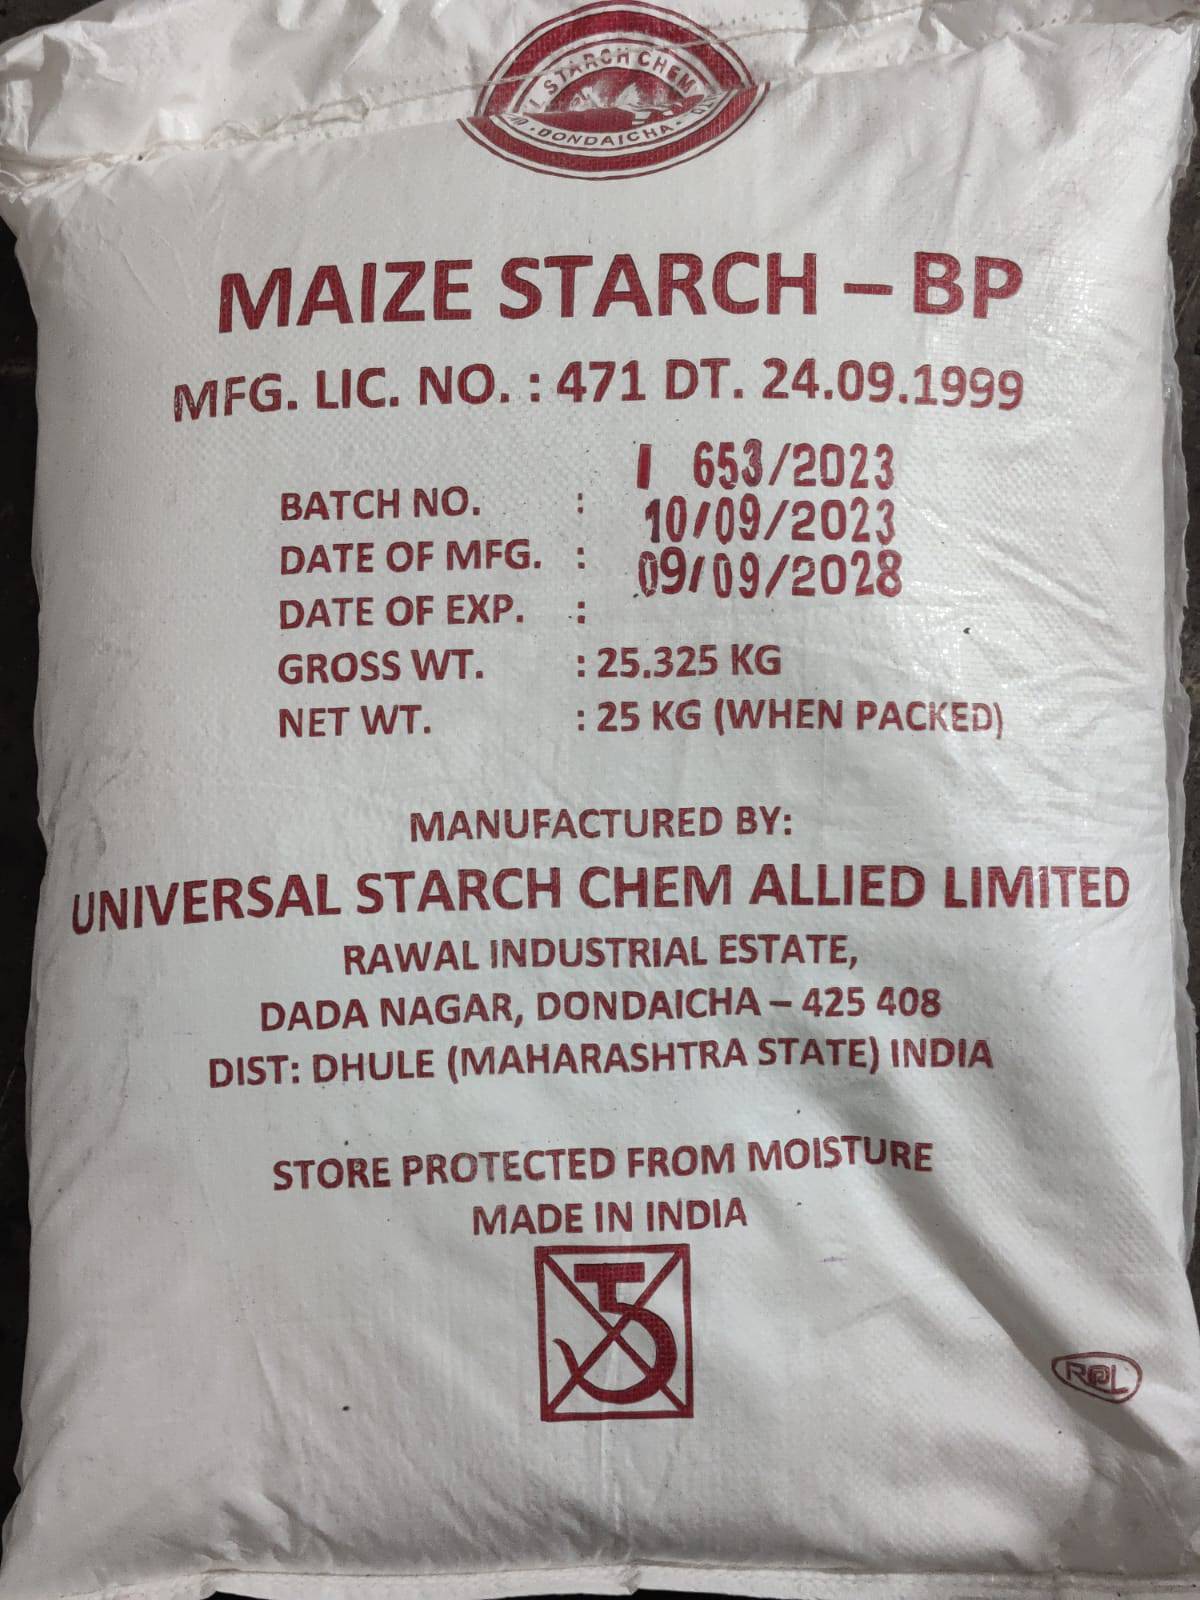 STARCH CHEM
DONDAICHA
MAIZE STARCH – BP
MFG. LIC. NO. : 471 DT. 24.09.1999
BATCH NO. : I 653/2023
DATE OF MFG. : 10/09/2023
DATE OF EXP. : 09/09/2028
GROSS WT. : 25.325 KG
NET WT. : 25 KG (WHEN PACKED)
MANUFACTURED BY:
UNIVERSAL STARCH CHEM ALLIED LIMITED
RAWAL INDUSTRIAL ESTATE,
DADA NAGAR, DONDAICHA – 425 408
DIST: DHULE (MAHARASHTRA STATE) INDIA
STORE PROTECTED FROM MOISTURE
MADE IN INDIA